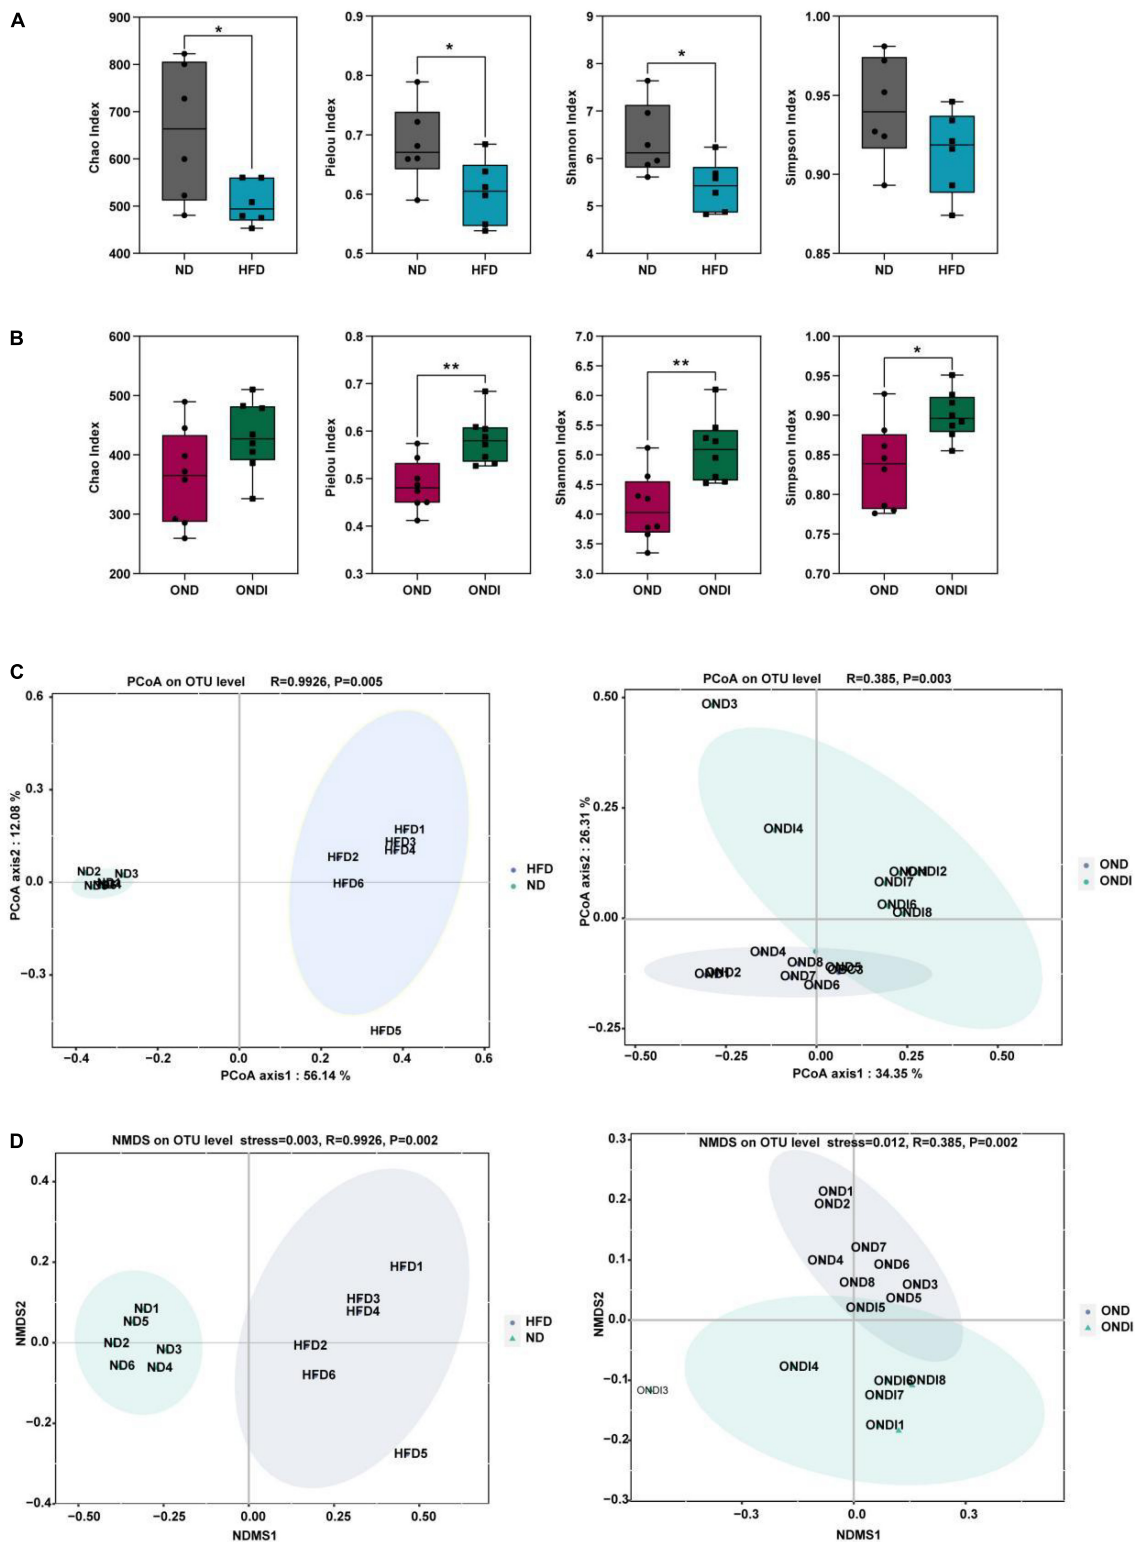 A
Chao Index
900
800
700
600
500
400
*
ND HFD
Pielou Index
0.9
0.8
0.7
0.6
0.5
*
ND HFD
Shannon Index
9
8
7
6
5
4
*
ND HFD
Simpson Index
1.00
0.95
0.90
0.85
ND HFD
B
Chao Index
600
500
400
300
200
OND ONDI
Pielou Index
0.8
0.7
0.6
0.5
0.4
0.3
**
OND ONDI
Shannon Index
7.0
6.5
6.0
5.5
5.0
4.5
4.0
3.5
3.0
**
OND ONDI
Simpson Index
1.00
0.95
0.90
0.85
0.80
0.75
0.70
*
OND ONDI
C
PCoA on OTU level R=0.9926, P=0.005
PCoA axis2 : 12.08 %
0.6
0.3
0.0
−0.3
HFD1
HFD3
HFD4
HFD2
HFD6
HFD5
ND2
ND3
−0.4 −0.2 0.0 0.2 0.4 0.6
PCoA axis1 : 56.14 %
HFD
ND
PCoA on OTU level R=0.385, P=0.003
PCoA axis2 : 26.31 %
0.50
0.25
0.00
−0.25
OND3
ONDI4
ONDI2
ONDI7
ONDI6
ONDI8
OND4
OND8
OND5
OND2
OND7
OND6
−0.50 −0.25 0.00 0.25 0.50
PCoA axis1 : 34.35 %
OND
ONDI
D
NMDS on OTU level stress=0.003, R=0.9926, P=0.002
NMDS2
0.4
0.2
0.0
−0.2
−0.4
HFD1
HFD3
HFD4
HFD2
HFD6
HFD5
ND1
ND5
ND2
ND3
ND6
ND4
−0.50 −0.25 0.00 0.25 0.50
NDMS1
HFD
ND
NMDS on OTU level stress=0.012, R=0.385, P=0.002
NMDS2
0.3
0.2
0.1
0.0
−0.1
−0.2
−0.3
OND1
OND2
OND7
OND4
OND6
OND8
OND3
OND5
ONDI5
ONDI4
ONDI3
ONDI6
ONDI8
ONDI7
ONDI1
−0.3 0.0 0.3
NDMS1
OND
ONDI